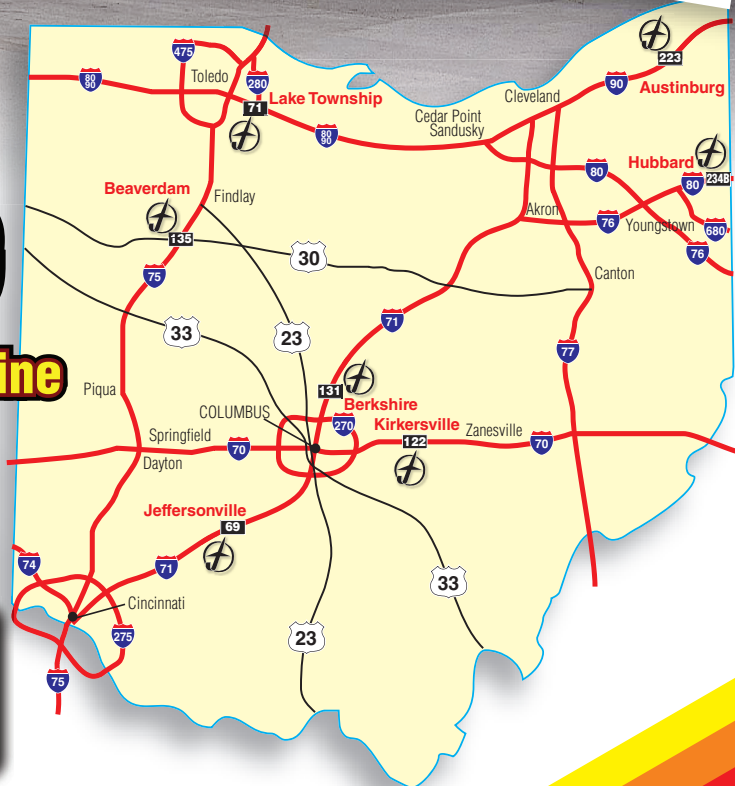 475
Toledo
280
80
90
71
Lake Township
80
90
Cedar Point
Sandusky
Cleveland
223
90
Austinburg
Hubbard
234B
80
80
Beaverdam
Findlay
135
75
30
Akron
76
Youngstown
680
76
Canton
33
23
71
77
ine
Piqua
131
Berkshire
COLUMBUS
270
Kirkersville
122
Zanesville
70
Springfield
70
Dayton
Jeffersonville
69
74
71
33
Cincinnati
275
23
75